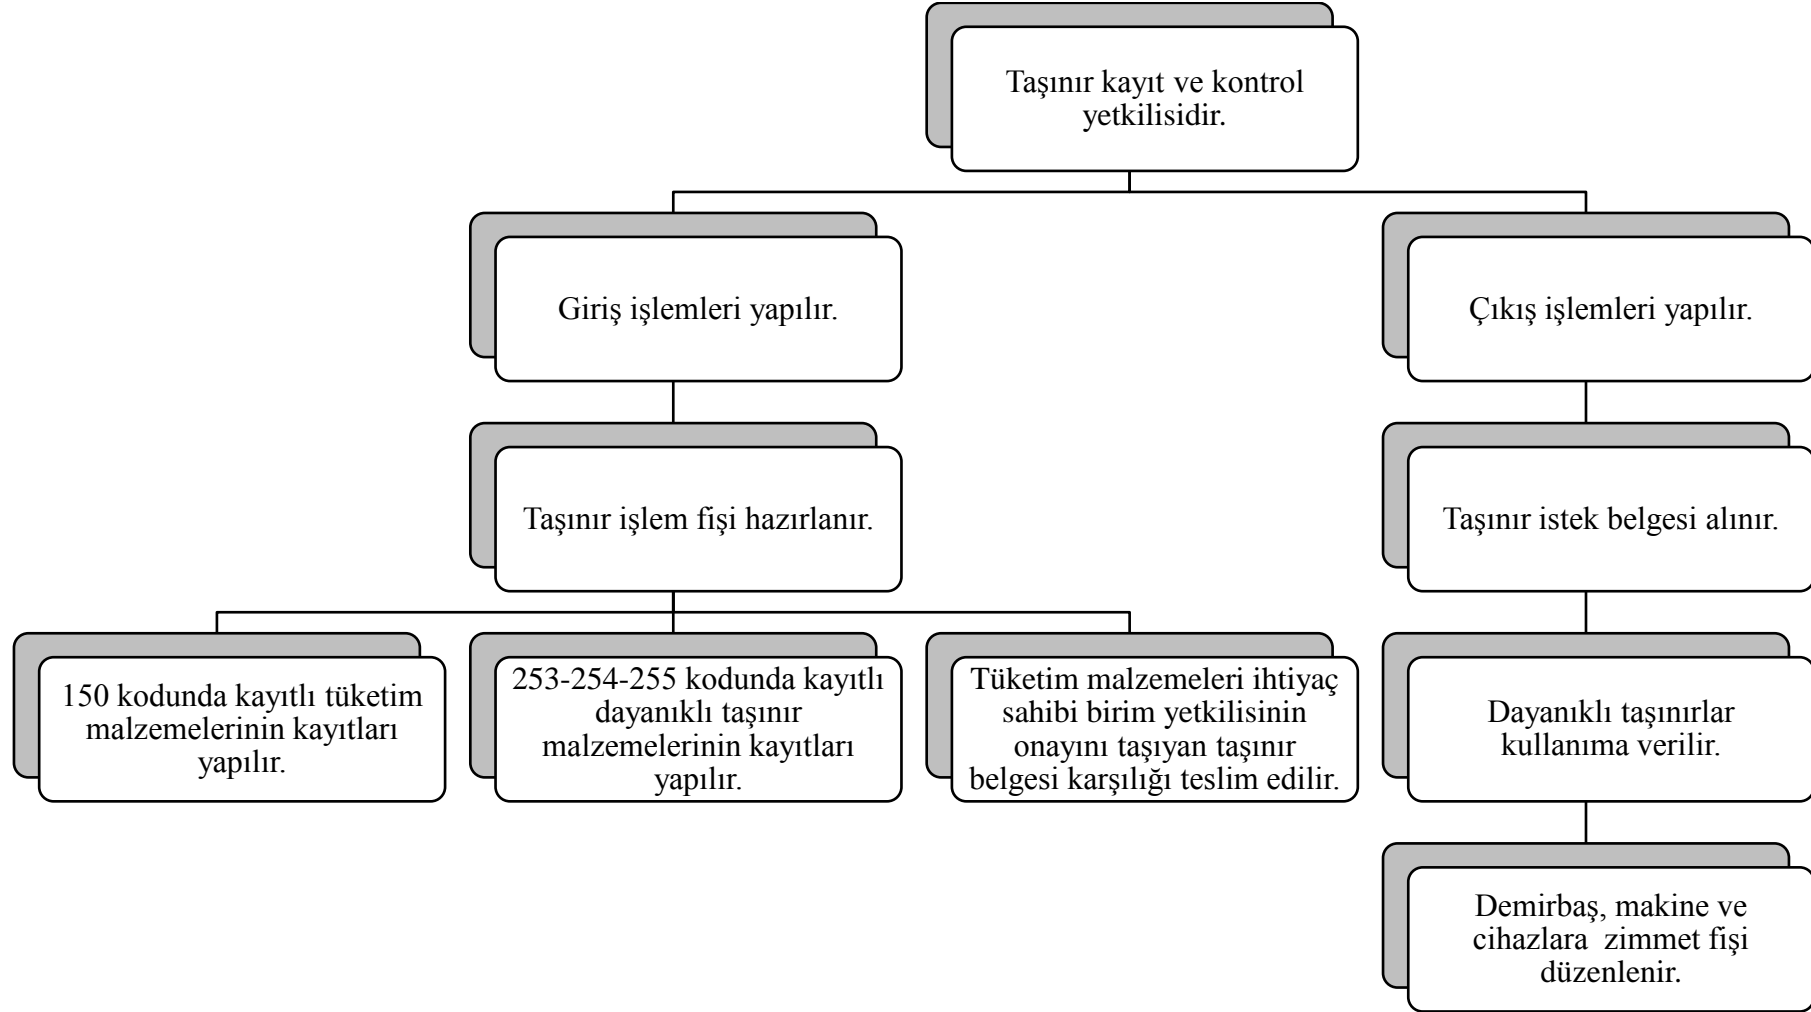 Taşınır kayıt ve kontrol
yetkilisidir.
Giriş işlemleri yapılır.
Çıkış işlemleri yapılır.
Taşınır işlem fişi hazırlanır.
Taşınır istek belgesi alınır.
150 kodunda kayıtlı tüketim
malzemelerinin kayıtları
yapılır.
253-254-255 kodunda kayıtlı
dayanıklı taşınır
malzemelerinin kayıtları
yapılır.
Tüketim malzemeleri ihtiyaç
sahibi birim yetkilisinin
onayını taşıyan taşınır
belgesi karşılığı teslim edilir.
Dayanıklı taşınırlar
kullanıma verilir.
Demirbaş, makine ve
cihazlara  zimmet fişi
düzenlenir.